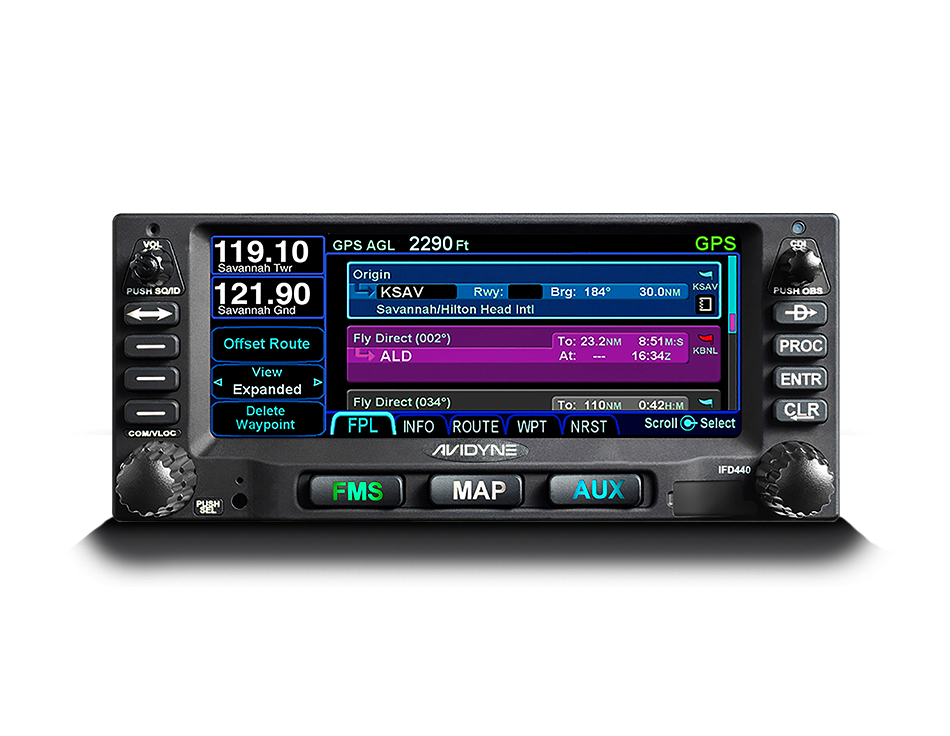 VOL
PUSH SQ/ID
COM/VLOC
PUSH
SEL
119.10
Savannah Twr
121.90
Savannah Gnd
Offset Route
View
Expanded
Delete
Waypoint
GPS AGL 2290 Ft GPS
Origin
KSAV Rwy: Brg: 184° 30.0NM
Savannah/Hilton Head Intl
KSAV
Fly Direct (002°) To: 23.2NM 8:51M:S
ALD At: --- 16:34Z
KBNL
Fly Direct (034°) To: 110NM 0:42H:M
FPL INFO ROUTE WPT NRST Scroll Select
AVIDYNE
IFD440
FMS MAP AUX
CDI
PUSH OBS
D
PROC
ENTR
CLR